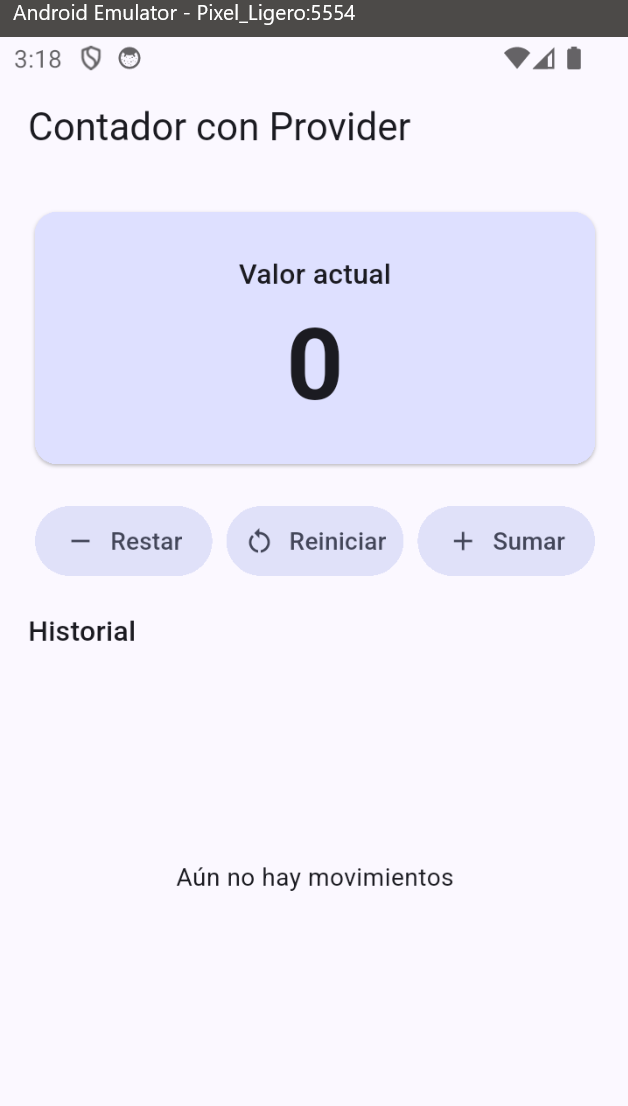 Android Emulator - Pixel_Ligero:5554
3:18
Contador con Provider
Valor actual
0
Restar
Reiniciar
Sumar
Historial
Aún no hay movimientos